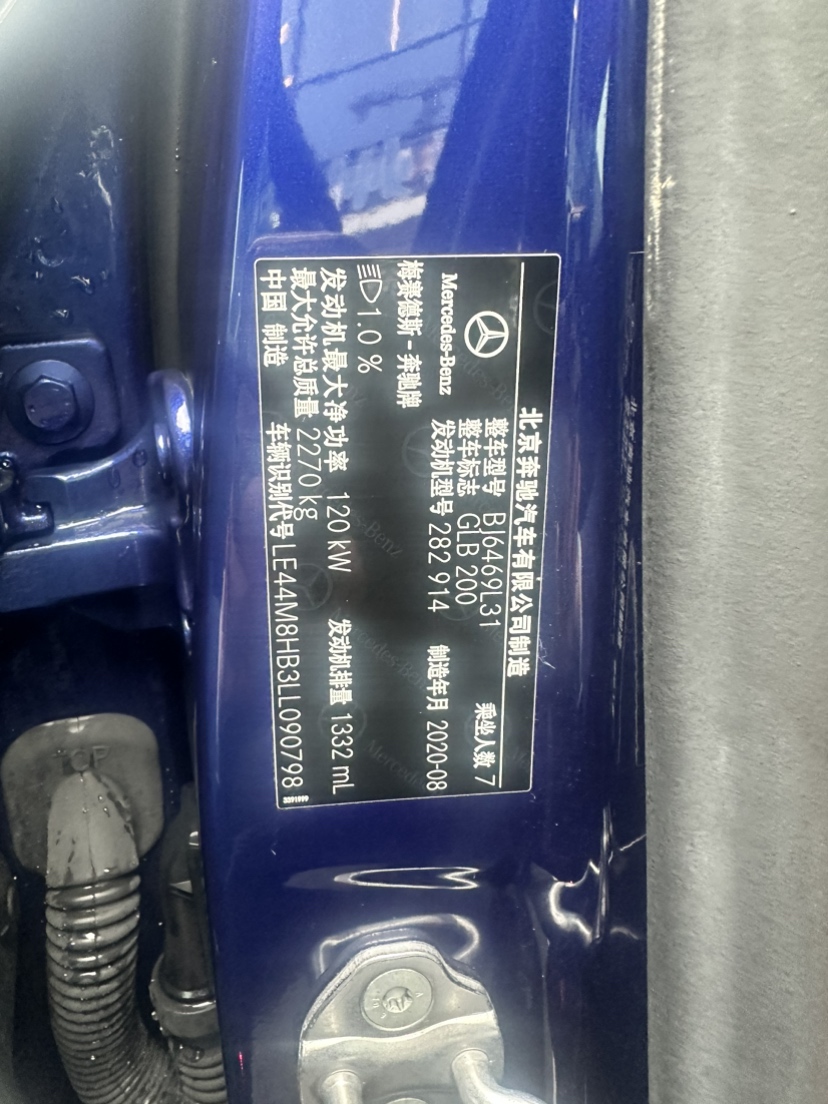 北京奔驰汽车有限公司制造
Mercedes-Benz
梅赛德斯-奔驰牌
整车型号 BJ6469L31
整车标志 GLB 200 乘坐人数 7
发动机型号 282 914 制造年月 2020-08
1.0 %
发动机最大净功率 120 kW 发动机排量 1332 mL
最大允许总质量 2270 kg
中国 制造 车辆识别代号 LE44M8HB3LL090798
TCP